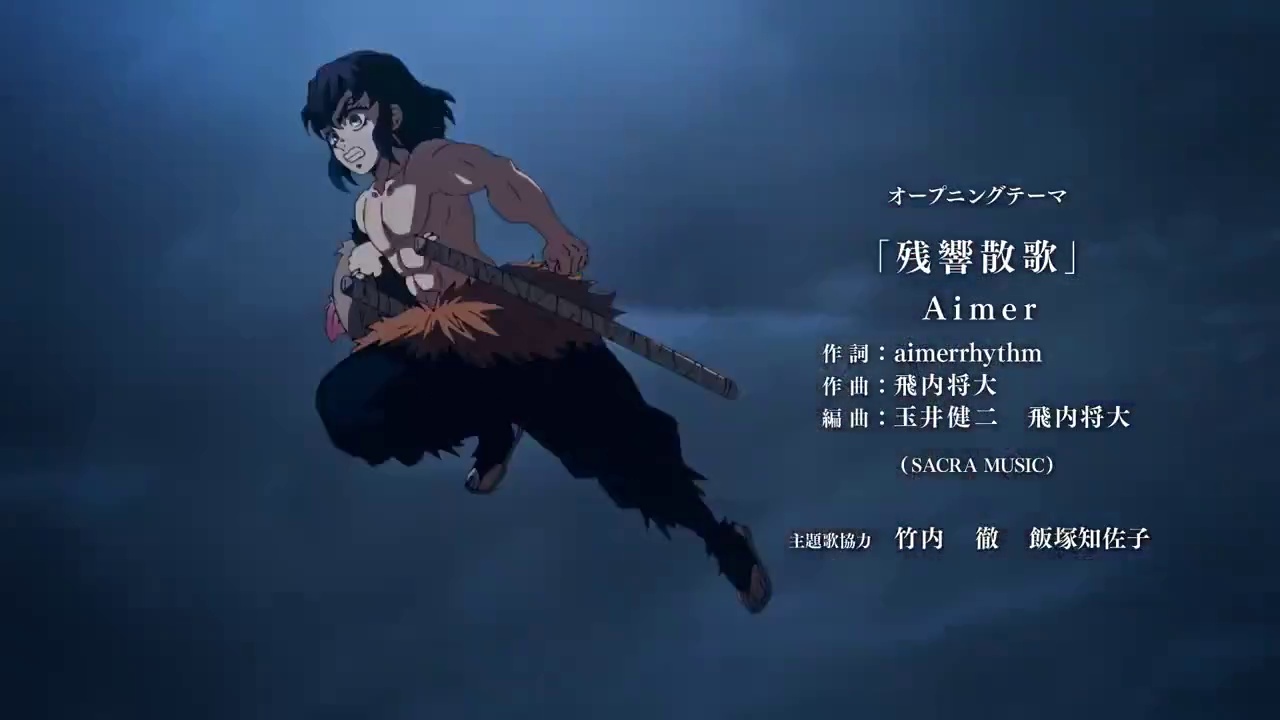 オープニングテーマ
「残響散歌」
Aimer
作詞：aimerrhythm
作曲：飛内将大
編曲：玉井健二　飛内将大
（SACRA MUSIC）
主題歌協力　竹内　徹　飯塚知佐子